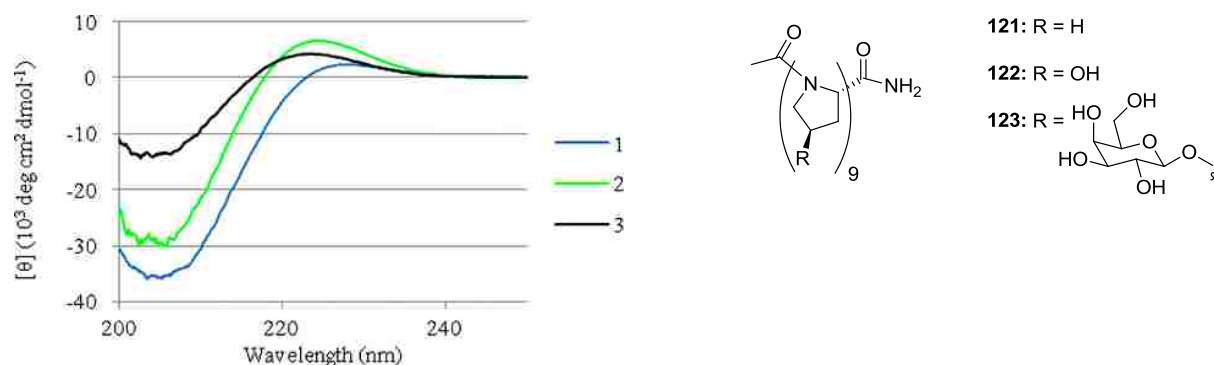 10
0
-10
-20
-30
-40
200
220
240
[θ] (10³ deg cm² dmol⁻¹)
Wavelength (nm)
1
2
3
O
N
O
NH₂
R
9
121: R = H
122: R = OH
123: R =
HO
OH
O
HO
OH
O